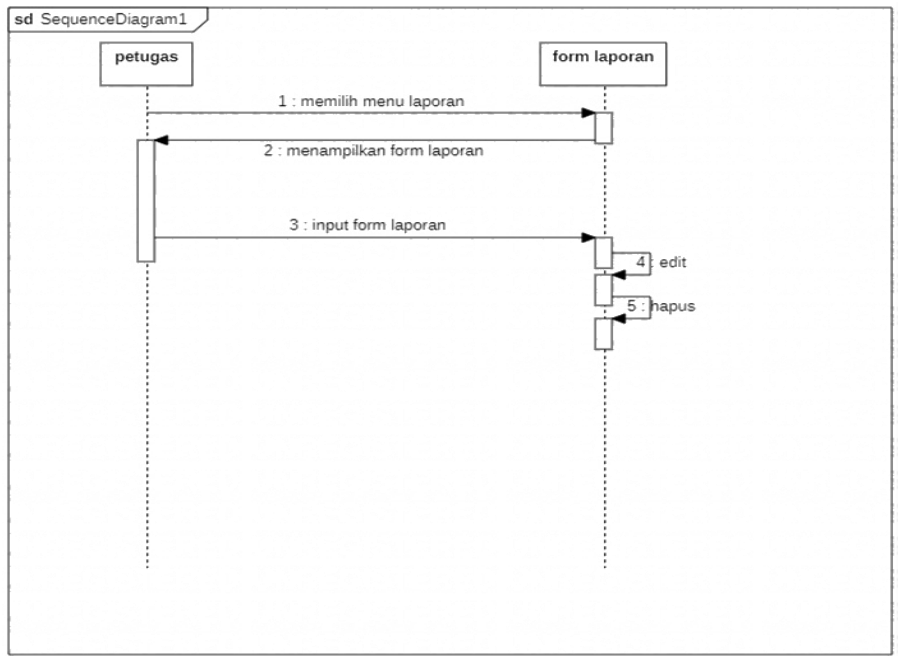 sd SequenceDiagram1
petugas
form laporan
1 : memilih menu laporan
2 : menampilkan form laporan
3 : input form laporan
4 : edit
5 : hapus